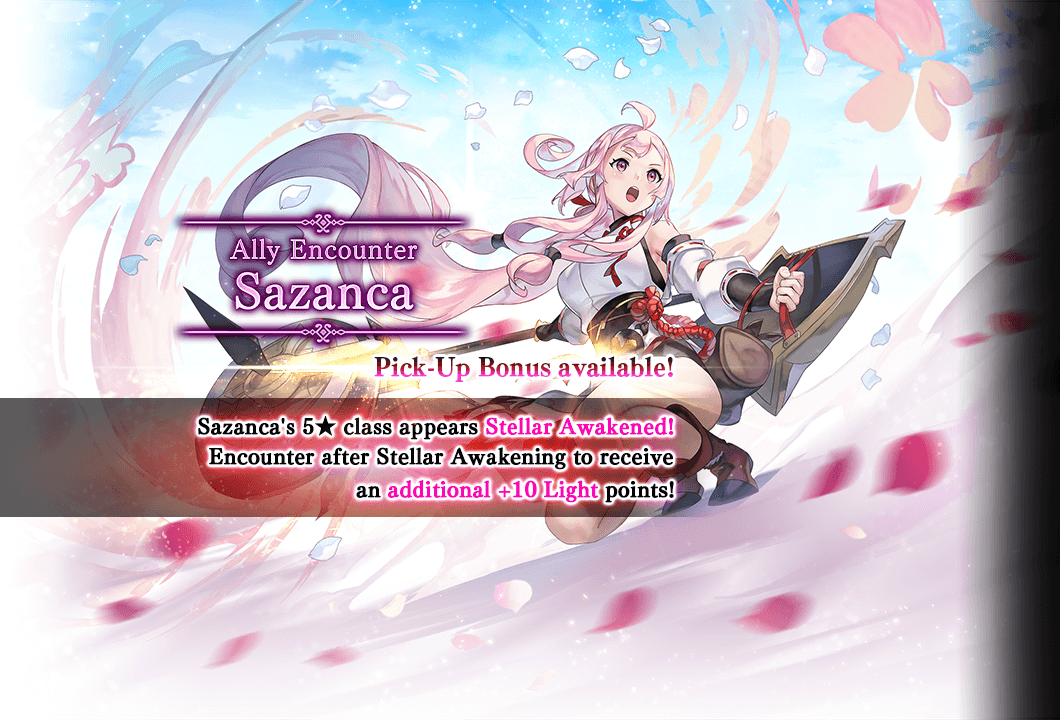 Ally Encounter
Sazanca
Pick-Up Bonus available!
Sazanca's 5★ class appears Stellar Awakened!
Encounter after Stellar Awakening to receive
an additional +10 Light points!